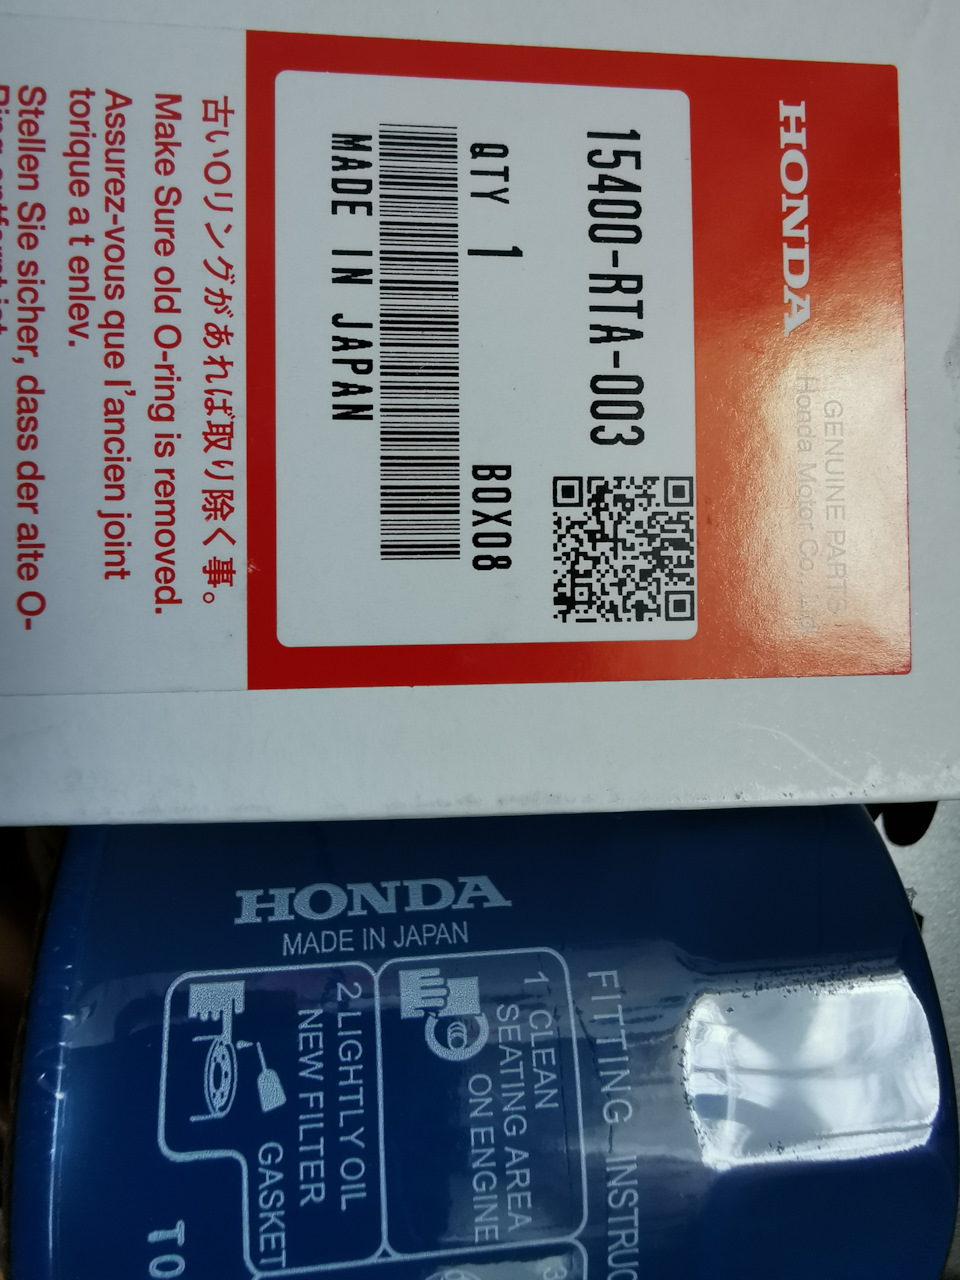 HONDA
GENUINE PARTS
Honda Motor Co., Ltd.
15400-RTA-003
QTY 1 BOX08
MADE IN JAPAN
古いOリングがあれば取り除く事。
Make Sure old O-ring is removed.
Assurez-vous que l'ancien joint
torique a t enlev.
Stellen Sie sicher, dass der alte O-
HONDA
MADE IN JAPAN
FITTING INSTRUC
1 CLEAN
SEATING AREA
ON ENGINE
2 LIGHTLY OIL
NEW FILTER
GASKET
3
TO